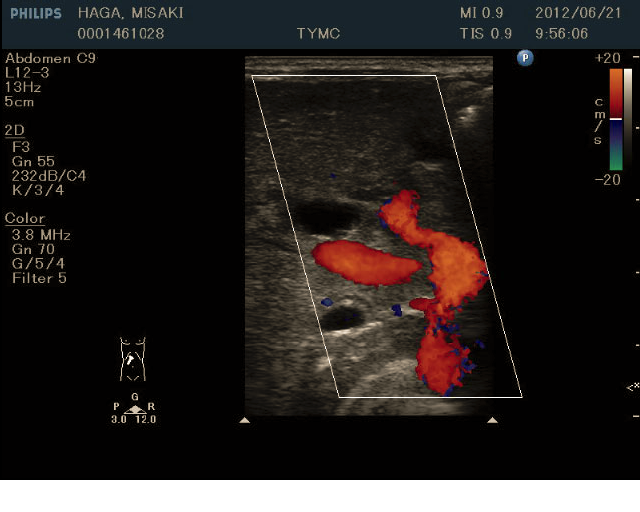 PHILIPS HAGA, MISAKI MI 0.9 2012/06/21
0001461028 TYMC TIS 0.9 9:56:06
Abdomen C9
L12-3
13Hz
5cm
2D
F3
Gn 55
232dB/C4
K/3/4
Color
3.8 MHz
Gn 70
G/5/4
Filter 5
P
+20
cm/s
-20
G
P R
3.0 12.0
<x